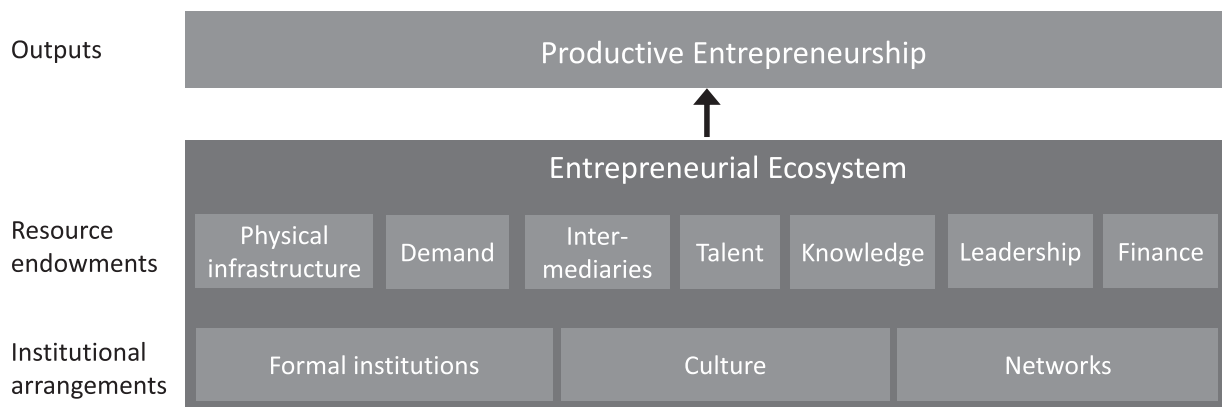 Outputs
Productive Entrepreneurship
Entrepreneurial Ecosystem
Resource
endowments
Physical
infrastructure
Demand
Inter-
mediaries
Talent
Knowledge
Leadership
Finance
Institutional
arrangements
Formal institutions
Culture
Networks